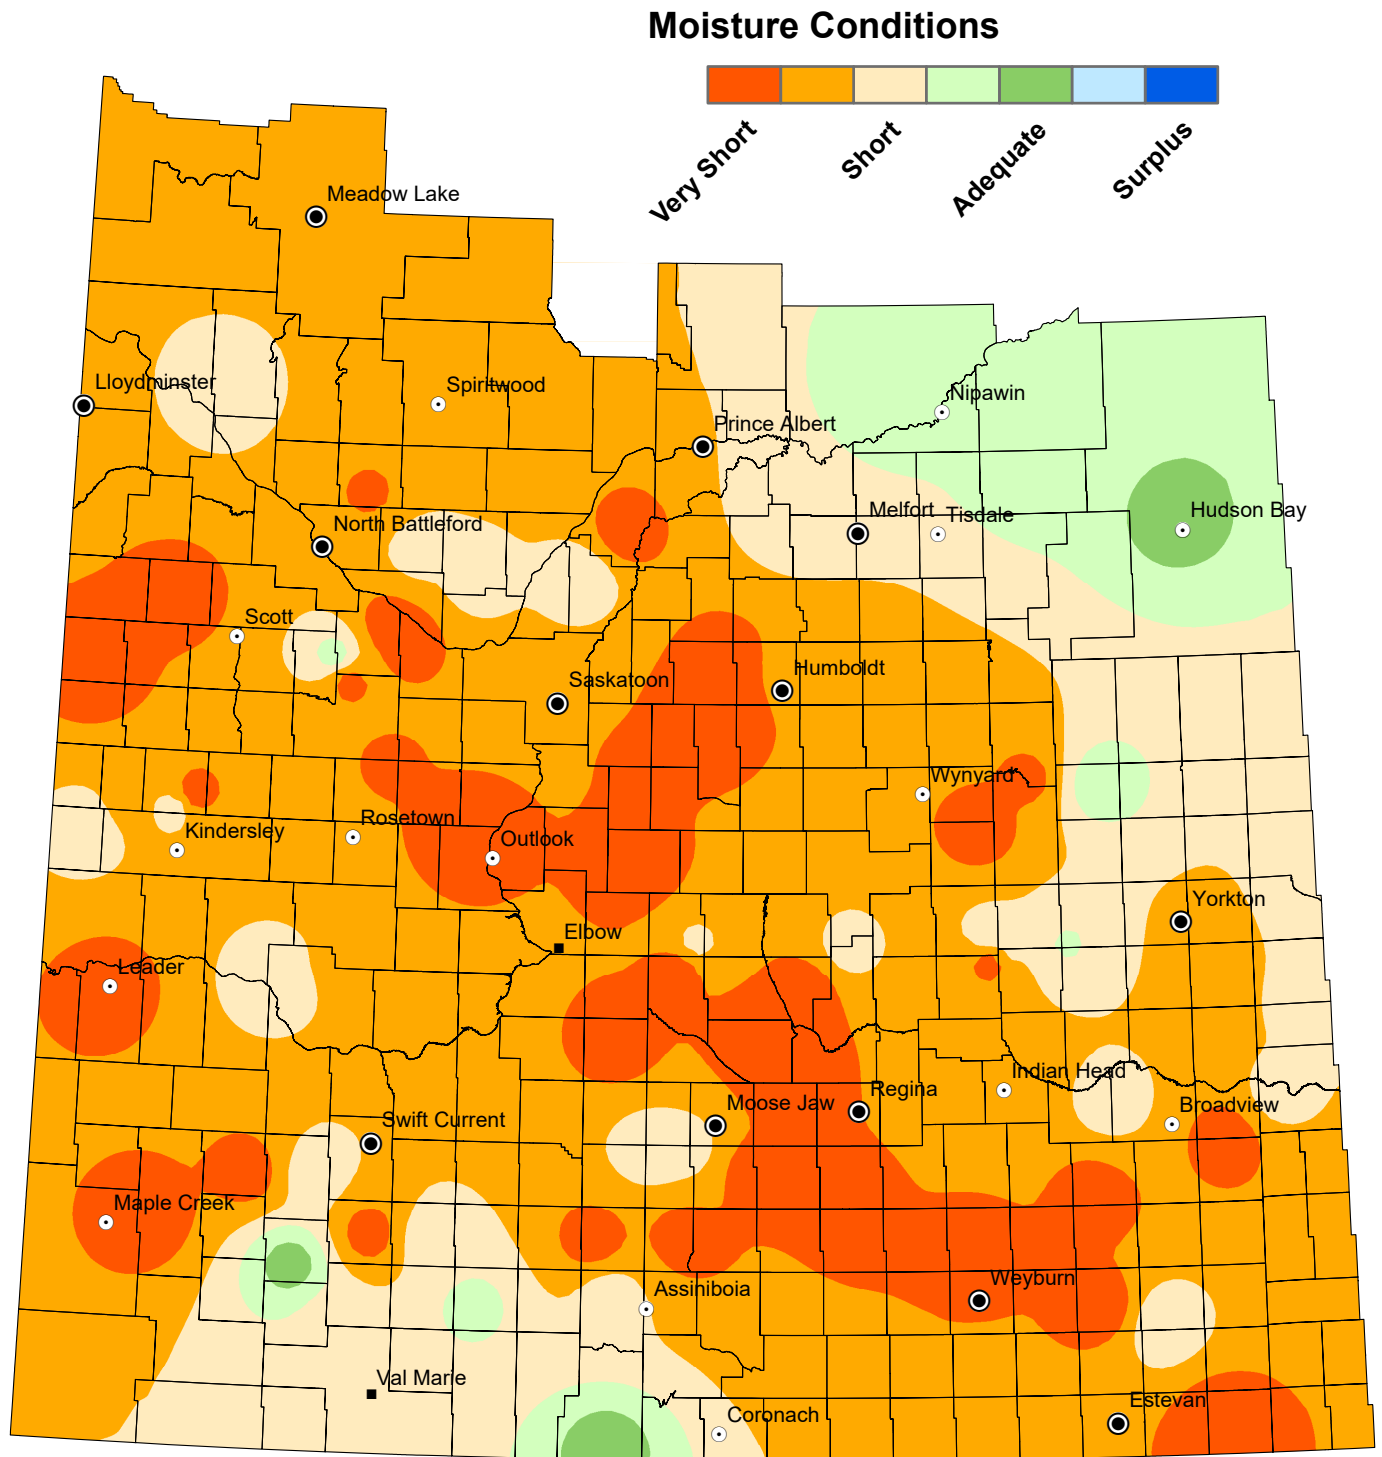 Moisture Conditions
Very Short
Short
Adequate
Surplus
Meadow Lake
Lloydminster
Spiritwood
Nipawin
Prince Albert
Hudson Bay
Melfort
Tisdale
North Battleford
Scott
Humboldt
Saskatoon
Wynyard
Rosetown
Kindersley
Outlook
Yorkton
Elbow
Leader
Indian Head
Regina
Moose Jaw
Broadview
Swift Current
Maple Creek
Weyburn
Assiniboia
Val Marie
Estevan
Coronach